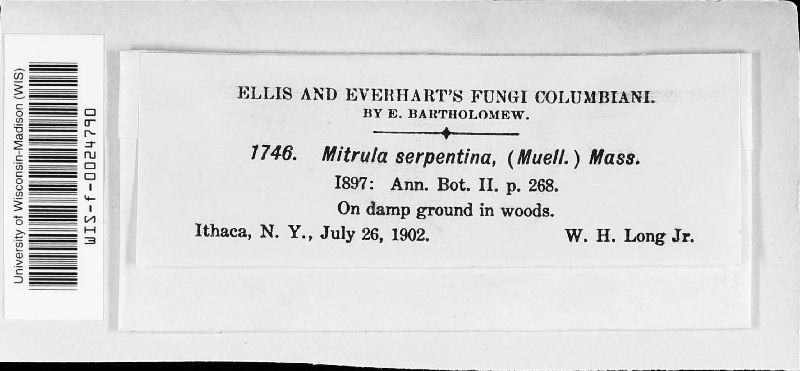 ELLIS AND EVERHART'S FUNGI COLUMBIANI.
BY E. BARTHOLOMEW.
1746. Mitrula serpentina, (Muell.) Mass.
1897: Ann. Bot. II. p. 268.
On damp ground in woods.
Ithaca, N. Y., July 26, 1902. W. H. Long Jr.
University of Wisconsin-Madison (WIS)
WIS-f-0024790